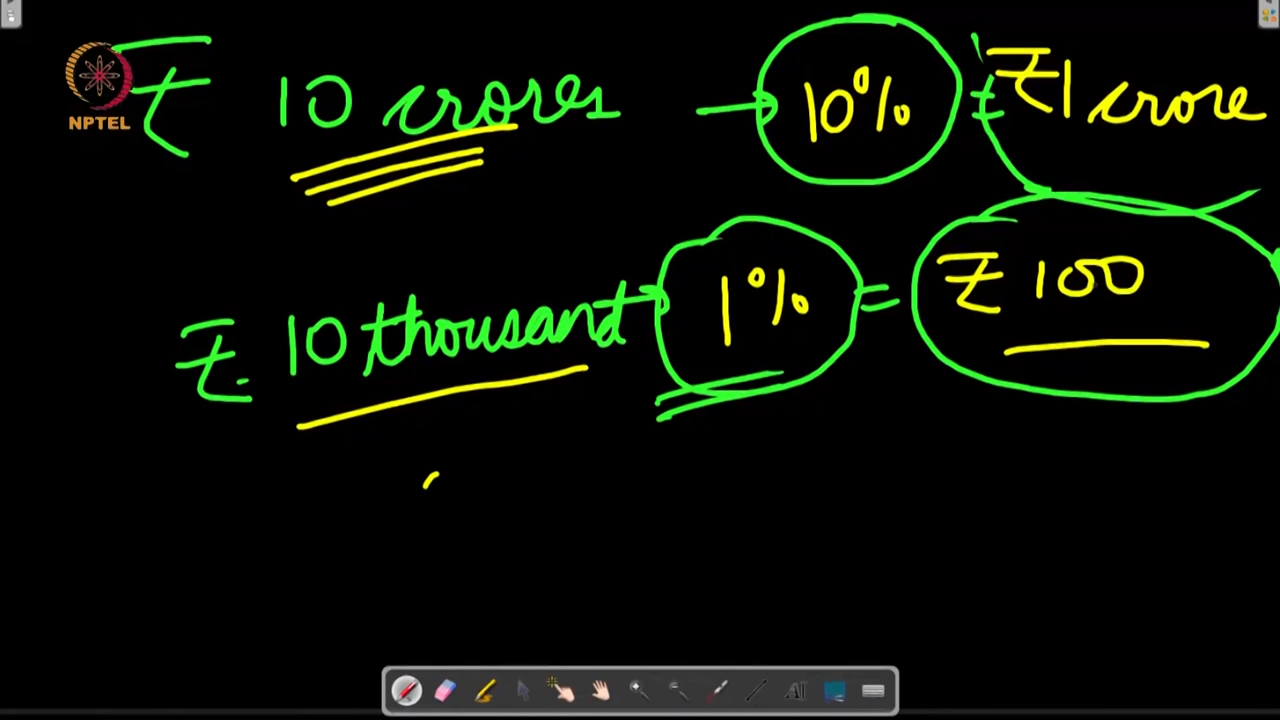 ₹ 10 crores → 10% = ₹1 crore
NPTEL
₹ 10 thousand → 1% = ₹ 100